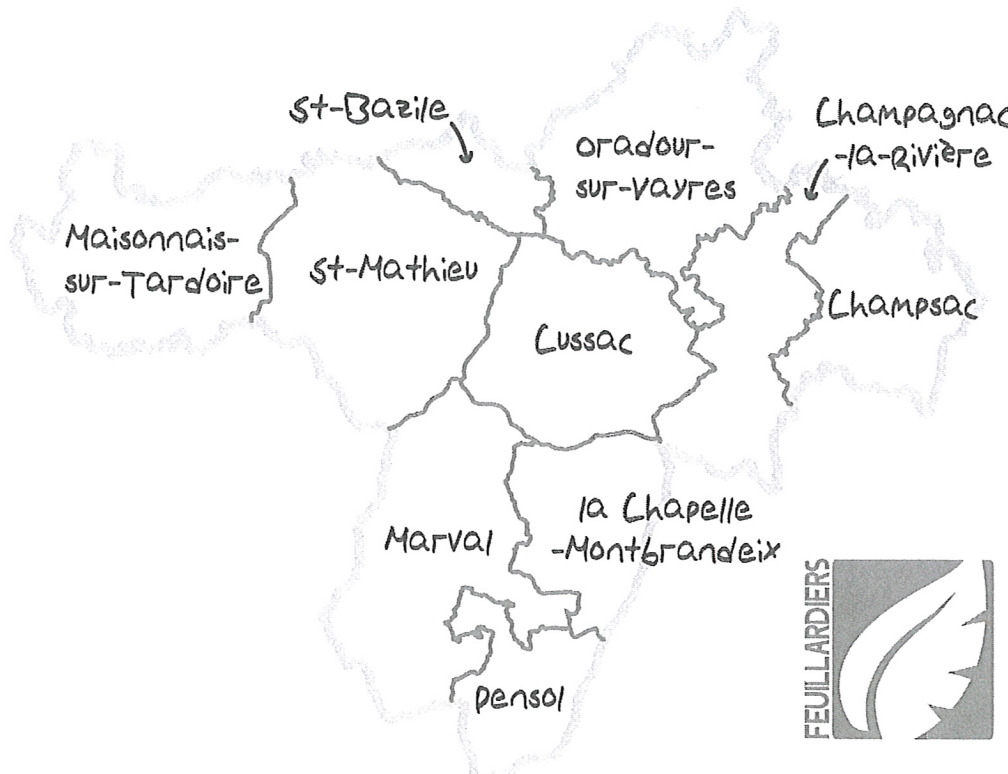 st-Bazile
oradour-
sur-vayres
Champagnac
-la-Rivière
Maisonnais-
sur-Tardoire
st-Mathieu
Cussac
Champsac
Marval
la Chapelle
-Montbrandeix
pensol
FEUILLARDIERS